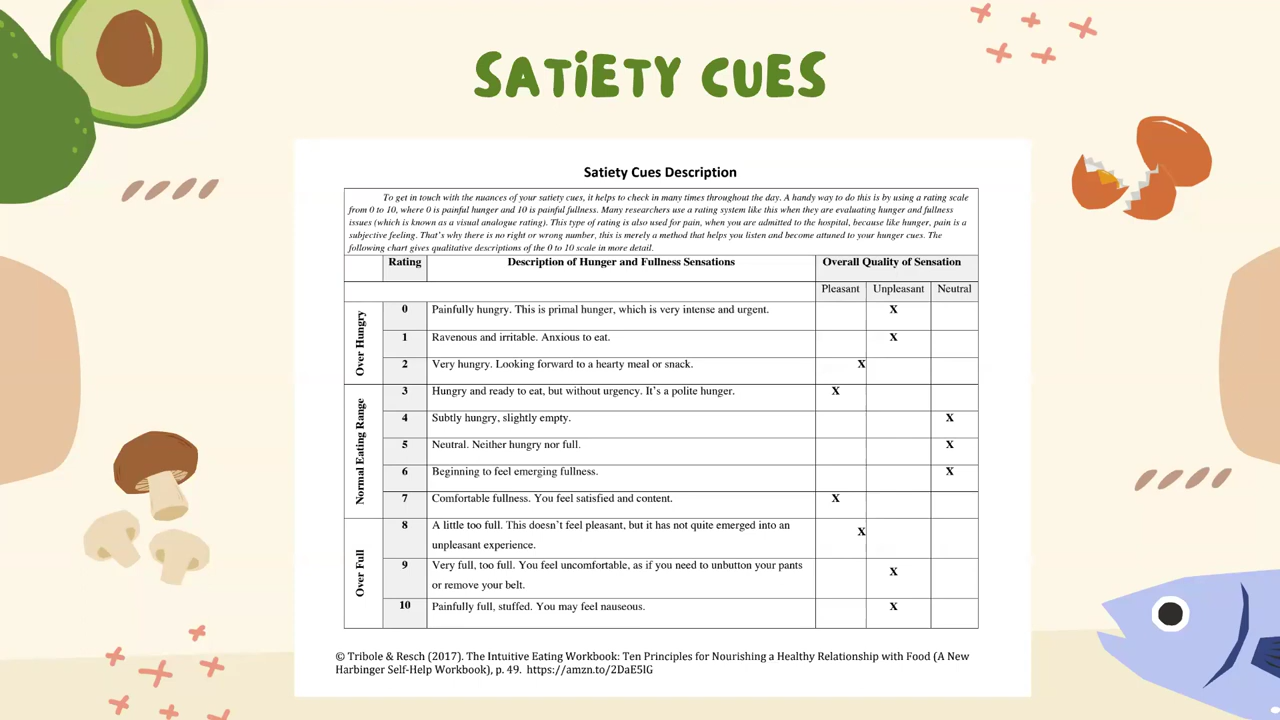 SATIETY CUES
Satiety Cues Description
To get in touch with the nuances of your satiety cues, it helps to check in many times throughout the day. A handy way to do this is by using a rating scale
from 0 to 10, where 0 is painful hunger and 10 is painful fullness. Many researchers use a rating system like this when they are evaluating hunger and fullness
issues (which is known visual analogue rating). This type of rating is also used for pain, when you are admitted to the hospital, because like hunger, pain is a
subjective feeling. That's why there is no right or wrong number, this is merely a method that helps you listen and become attuned to your hunger cues. The
following chart gives qualitative descriptions of the 0 to 10 scale in more detail.
Rating Description of Hunger and Fullness Sensations Overall Quality of Sensation
Pleasant Unpleasant Neutral
Over Hungry
0 Painfully hungry. This is primal hunger, which is very intense and urgent. X
1 Ravenous and irritable. Anxious to eat. X
2 Very hungry. Looking forward to a hearty meal or snack. X
Normal Eating Range
3 Hungry and ready to eat, but without urgency. It's a polite hunger. X
4 Subtly hungry, slightly empty. X
5 Neutral. Neither hungry nor full. X
6 Beginning to feel emerging fullness. X
7 Comfortable fullness. You feel satisfied and content. X
Over Full
8 A little too full. This doesn't feel pleasant, but it has not quite emerged into an
unpleasant experience. X
9 Very full, too full. You feel uncomfortable, as if you need to unbutton your pants
or remove your belt. X
10 Painfully full, stuffed. You may feel nauseous. X
© Tribole & Resch (2017). The Intuitive Eating Workbook: Ten Principles for Nourishing a Healthy Relationship with Food (A New
Harbinger Self-Help Workbook), p. 49. https://amzn.to/2DaE5lG